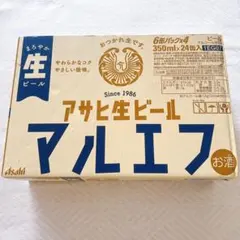 まろやか
生
ビール
やわらかなコク
やさしい後味。
おつかれ生です。
Since 1986
6缶パック×4
350ml×24缶入
アサヒ生ビール
マルエフ
Asahi
お酒